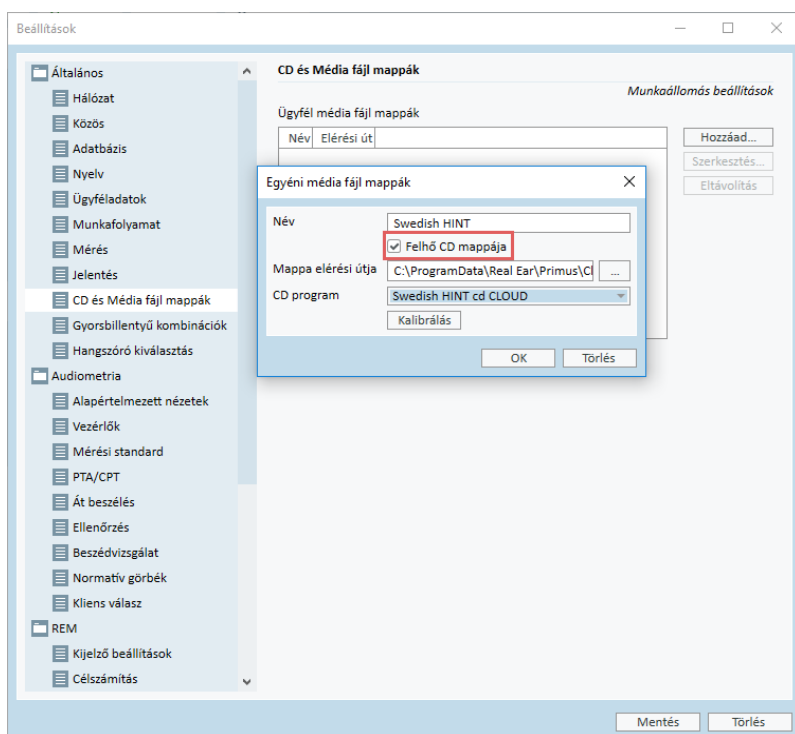 Beállítások
Általános
Hálózat
Közös
Adatbázis
Nyelv
Ügyféladatok
Munkafolyamat
Mérés
Jelentés
CD és Média fájl mappák
Gyorsbillentyű kombinációk
Hangszóró kiválasztás
Audiometria
Alapértelmezett nézetek
Vezérlők
Mérési standard
PTA/CPT
Át beszélés
Ellenőrzés
Beszédvizsgálat
Normatív görbék
Kliens válasz
REM
Kijelző beállítások
Célszámítás
CD és Média fájl mappák
Munkaállomás beállítások
Ügyfél média fájl mappák
Név Elérési út
Hozzáad...
Szerkesztés...
Eltávolítás
Egyéni média fájl mappák
Név Swedish HINT
Felhő CD mappája
Mappa elérési útja C:\ProgramData\Real Ear\Primus\Cl ...
CD program Swedish HINT cd CLOUD
Kalibrálás
OK Törlés
Mentés Törlés